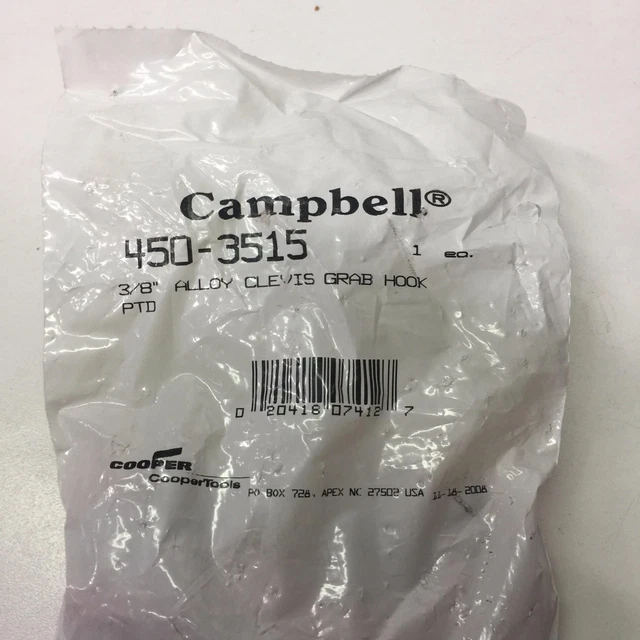 Campbell®
450-3515 1 ea.
3/8" ALLOY CLEVIS GRAB HOOK
PTD
0 20418 07412 7
COOPER
CooperTools
PO BOX 728, APEX NC 27502 USA 11-18-2008